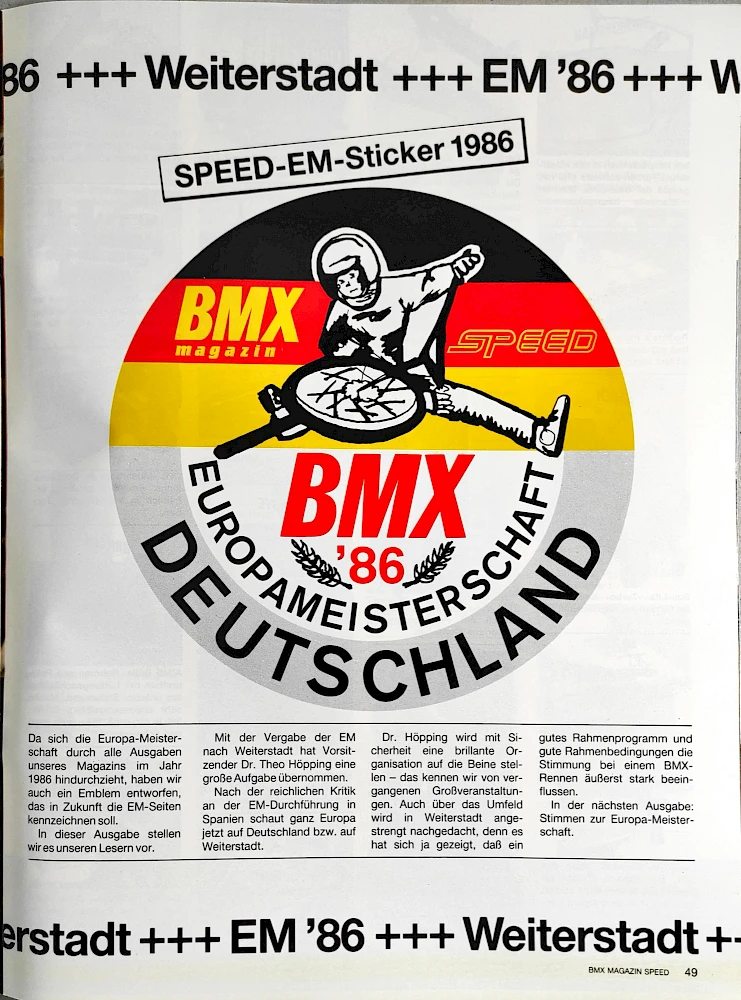 86 +++ Weiterstadt +++ EM '86 +++ W
SPEED-EM-Sticker 1986
BMX
magazin
SPEED
BMX
'86
EUROPAMEISTERSCHAFT
DEUTSCHLAND
Da sich die Europa-Meister-
schaft durch alle Ausgaben
unseres Magazins im Jahr
1986 hindurchzieht, haben wir
auch ein Emblem entworfen,
das in Zukunft die EM-Seiten
kennzeichnen soll.
In dieser Ausgabe stellen
wir es unseren Lesern vor.
Mit der Vergabe der EM
nach Weiterstadt hat Vorsit-
zender Dr. Theo Höpping eine
große Aufgabe übernommen.
Nach der reichlichen Kritik
an der EM-Durchführung in
Spanien schaut ganz Europa
jetzt auf Deutschland bzw. auf
Weiterstadt.
Dr. Höpping wird mit Si-
cherheit eine brillante Or-
ganisation auf die Beine stel-
len – das kennen wir von ver-
gangenen Großveranstaltun-
gen. Auch über das Umfeld
wird in Weiterstadt ange-
strengt nachgedacht, denn es
hat sich ja gezeigt, daß ein
gutes Rahmenprogramm und
gute Rahmenbedingungen die
Stimmung bei einem BMX-
Rennen äußerst stark beein-
flussen.
In der nächsten Ausgabe:
Stimmen zur Europa-Meister-
schaft.
erstadt +++ EM '86 +++ Weiterstadt +-
BMX MAGAZIN SPEED 49